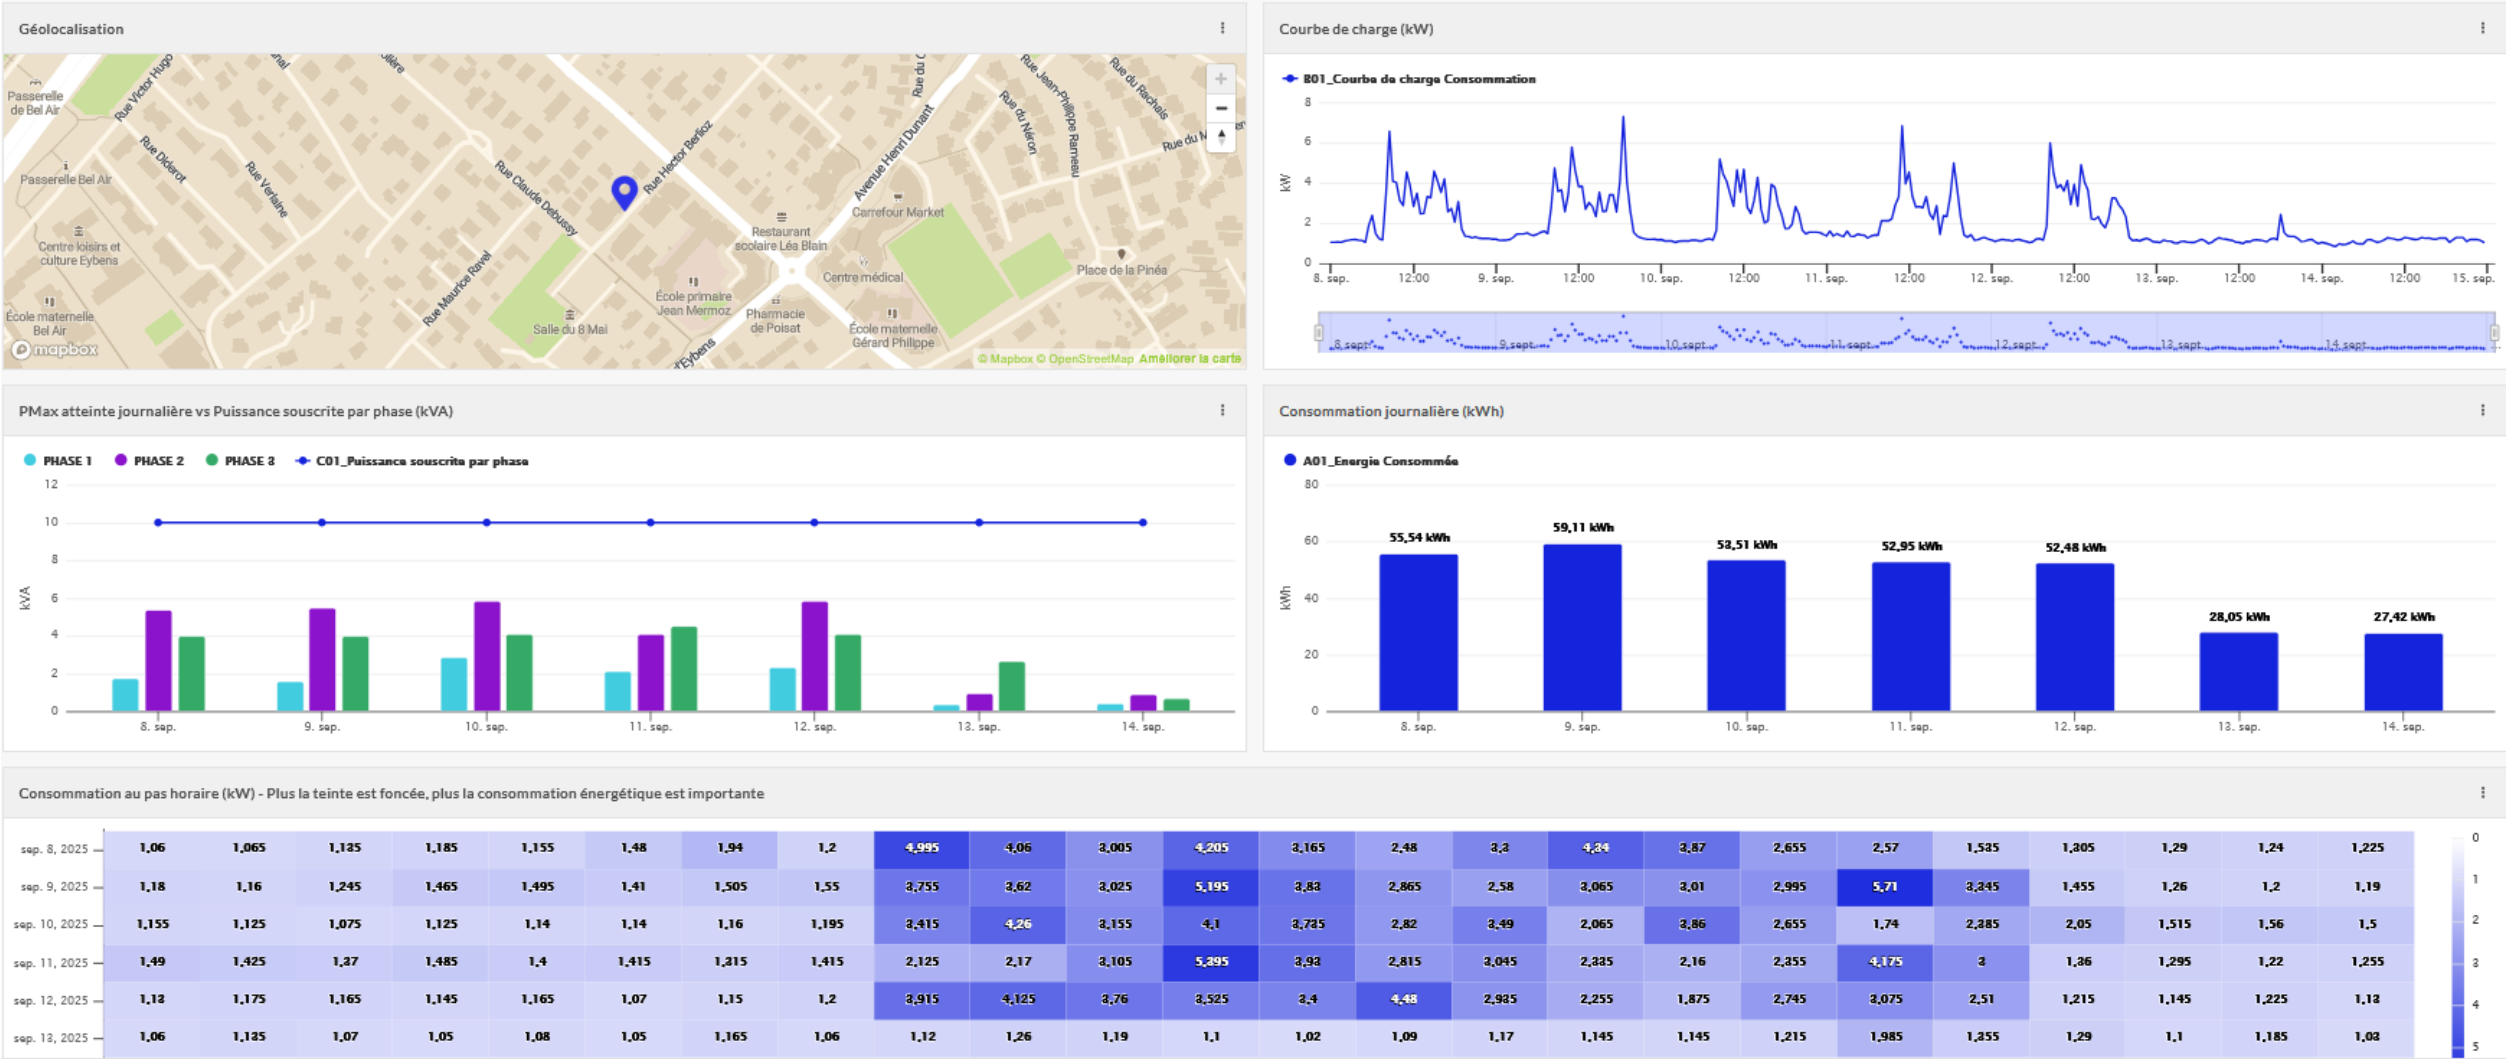 Géolocalisation
Rue Victor Hugo
Passerelle
de Bel Air
Rue Diderot
Passerelle Bel Air
Rue Verlaine
Centre loisirs et
culture Eybens
École maternelle
Bel Air
mapbox
Rue Claude Debussy
Rue Hector Berlioz
Rue Maurice Ravel
Salle du 8 Mai
École primaire
Jean Mermoz
Restaurant
scolaire Léa Blain
Pharmacie
de Poisat
Avenue Henri Dunant
Carrefour Market
Centre médical
École maternelle
Gérard Philippe
Rue du Néron
Rue Jean-Philippe Rameau
Rue du Rachais
Place de la Pinéa
d'Eybens
© Mapbox © OpenStreetMap Améliorer la carte
Courbe de charge (kW)
R01_Courbe de charge Consommation
kW
8
6
4
2
0
8. sep. 12:00 9. sep. 12:00 10. sep. 12:00 11. sep. 12:00 12. sep. 12:00 13. sep. 12:00 14. sep. 12:00 15. sep.
8 sept. 9 sept. 10 sept. 11 sept. 12 sept. 13 sept. 14 sept.
PMax atteinte journalière vs Puissance souscrite par phase (kVA)
PHASE 1 PHASE 2 PHASE 3 C01_Puissance souscrite par phase
kVA
12
10
8
6
4
2
0
8. sep. 9. sep. 10. sep. 11. sep. 12. sep. 13. sep. 14. sep.
Consommation journalière (kWh)
A01_Energie Consommée
kWh
80
60
40
20
0
55,54 kWh 59,11 kWh 53,51 kWh 52,95 kWh 52,48 kWh 28,05 kWh 27,42 kWh
8. sep. 9. sep. 10. sep. 11. sep. 12. sep. 13. sep. 14. sep.
Consommation au pas horaire (kW) - Plus la teinte est foncée, plus la consommation énergétique est importante
sep. 8, 2025 1,06 1,065 1,135 1,185 1,155 1,48 1,94 1,2 4,995 4,06 3,005 4,205 3,165 2,48 3,3 4,34 3,87 2,655 2,57 1,535 1,305 1,29 1,24 1,225
sep. 9, 2025 1,18 1,16 1,245 1,465 1,495 1,41 1,505 1,55 3,755 3,62 3,025 5,195 3,83 2,865 2,58 3,065 3,01 2,995 5,71 3,345 1,455 1,26 1,2 1,19
sep. 10, 2025 1,155 1,125 1,075 1,125 1,14 1,14 1,16 1,195 3,415 4,26 3,155 4,1 3,735 2,82 3,49 2,065 3,86 2,655 1,74 2,385 2,05 1,515 1,56 1,5
sep. 11, 2025 1,49 1,425 1,37 1,485 1,4 1,415 1,315 1,415 2,125 2,17 3,105 5,395 3,93 2,815 3,045 2,335 2,16 2,355 4,175 3 1,36 1,295 1,22 1,255
sep. 12, 2025 1,13 1,175 1,165 1,145 1,165 1,07 1,15 1,2 3,915 4,125 3,76 3,525 3,4 4,48 2,935 2,255 1,875 2,745 3,075 2,51 1,215 1,145 1,225 1,13
sep. 13, 2025 1,06 1,135 1,07 1,05 1,08 1,05 1,165 1,06 1,12 1,26 1,19 1,1 1,02 1,09 1,17 1,145 1,145 1,215 1,985 1,355 1,29 1,1 1,185 1,03
0
1
2
3
4
5